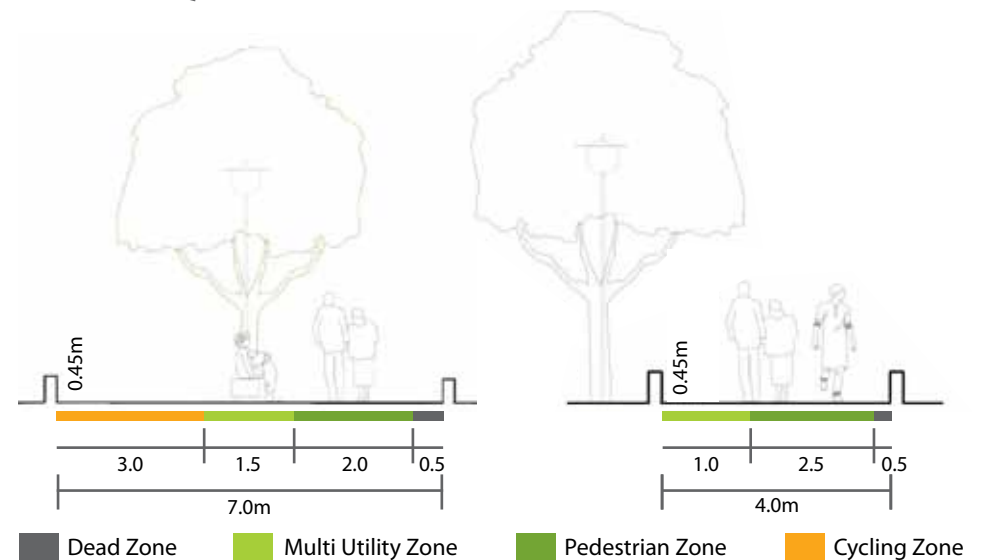 0.45m
3.0 1.5 2.0 0.5
7.0m
0.45m
1.0 2.5 0.5
4.0m
Dead Zone
Multi Utility Zone
Pedestrian Zone
Cycling Zone